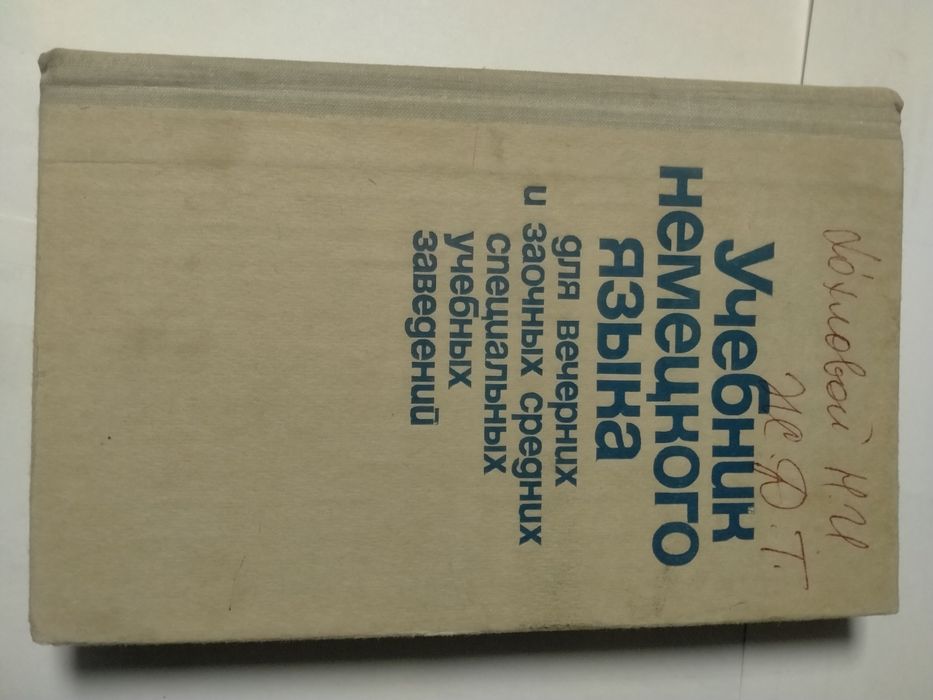 Н.И
Ж.Д.Т.
Учебник
немецкого
языка
для вечерних
и заочных средних
специальных
учебных
заведений